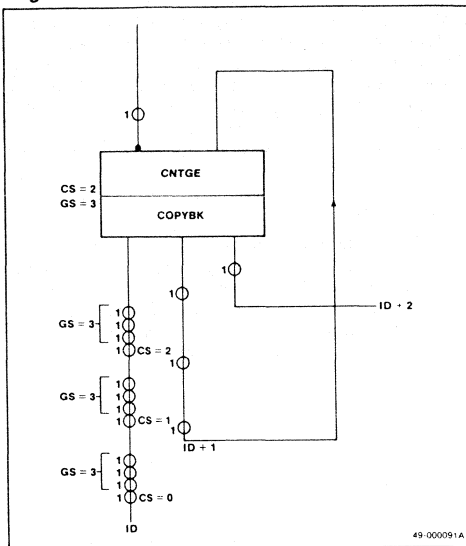 1
CNTGE
CS = 2
GS = 3
COPYBK
1
1
ID + 2
1
GS = 3
1
1
1 CS = 2
1
1
GS = 3
1
1
1 CS = 1
1
ID + 1
1
GS = 3
1
1
1 CS = 0
ID
49-000091A